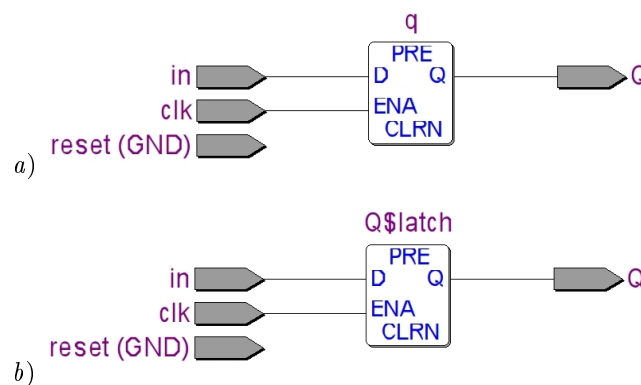 q
PRE
in D Q Q
clk ENA
CLRN
reset (GND)
a)
Q$latch
PRE
in D Q Q
clk ENA
CLRN
reset (GND)
b)